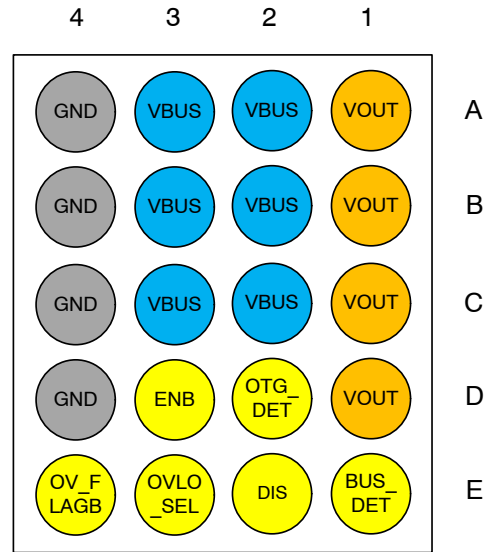 4 3 2 1
GND VBUS VBUS VOUT A
GND VBUS VBUS VOUT B
GND VBUS VBUS VOUT C
GND ENB OTG_ VOUT D
DET
OV_F OVLO DIS BUS_ E
LAGB _SEL DET